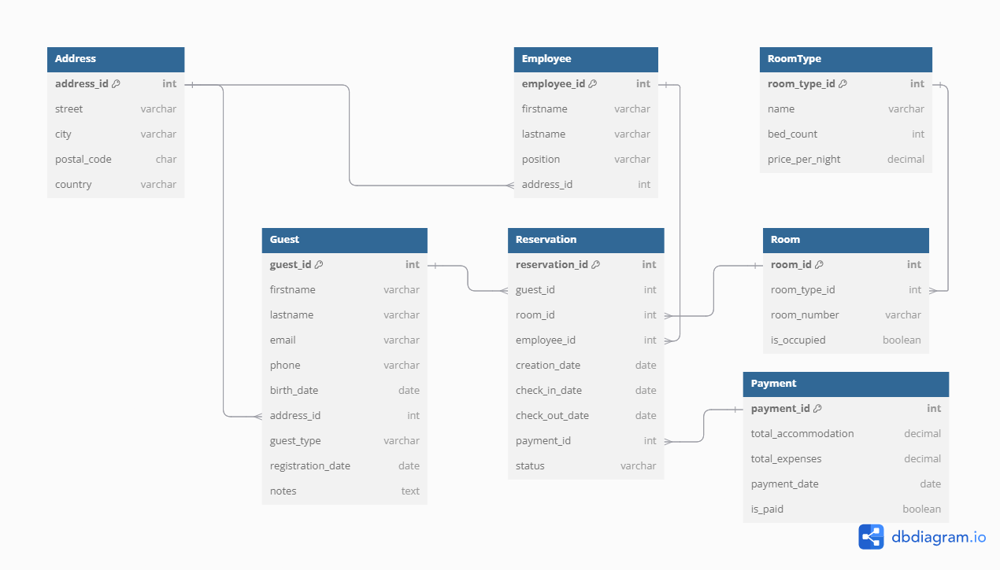 Address
address_id int
street varchar
city varchar
postal_code char
country varchar
Employee
employee_id int
firstname varchar
lastname varchar
position varchar
address_id int
RoomType
room_type_id int
name varchar
bed_count int
price_per_night decimal
Guest
guest_id int
firstname varchar
lastname varchar
email varchar
phone varchar
birth_date date
address_id int
guest_type varchar
registration_date date
notes text
Reservation
reservation_id int
guest_id int
room_id int
employee_id int
creation_date date
check_in_date date
check_out_date date
payment_id int
status varchar
Room
room_id int
room_type_id int
room_number varchar
is_occupied boolean
Payment
payment_id int
total_accommodation decimal
total_expenses decimal
payment_date date
is_paid boolean
dbdiagram.io